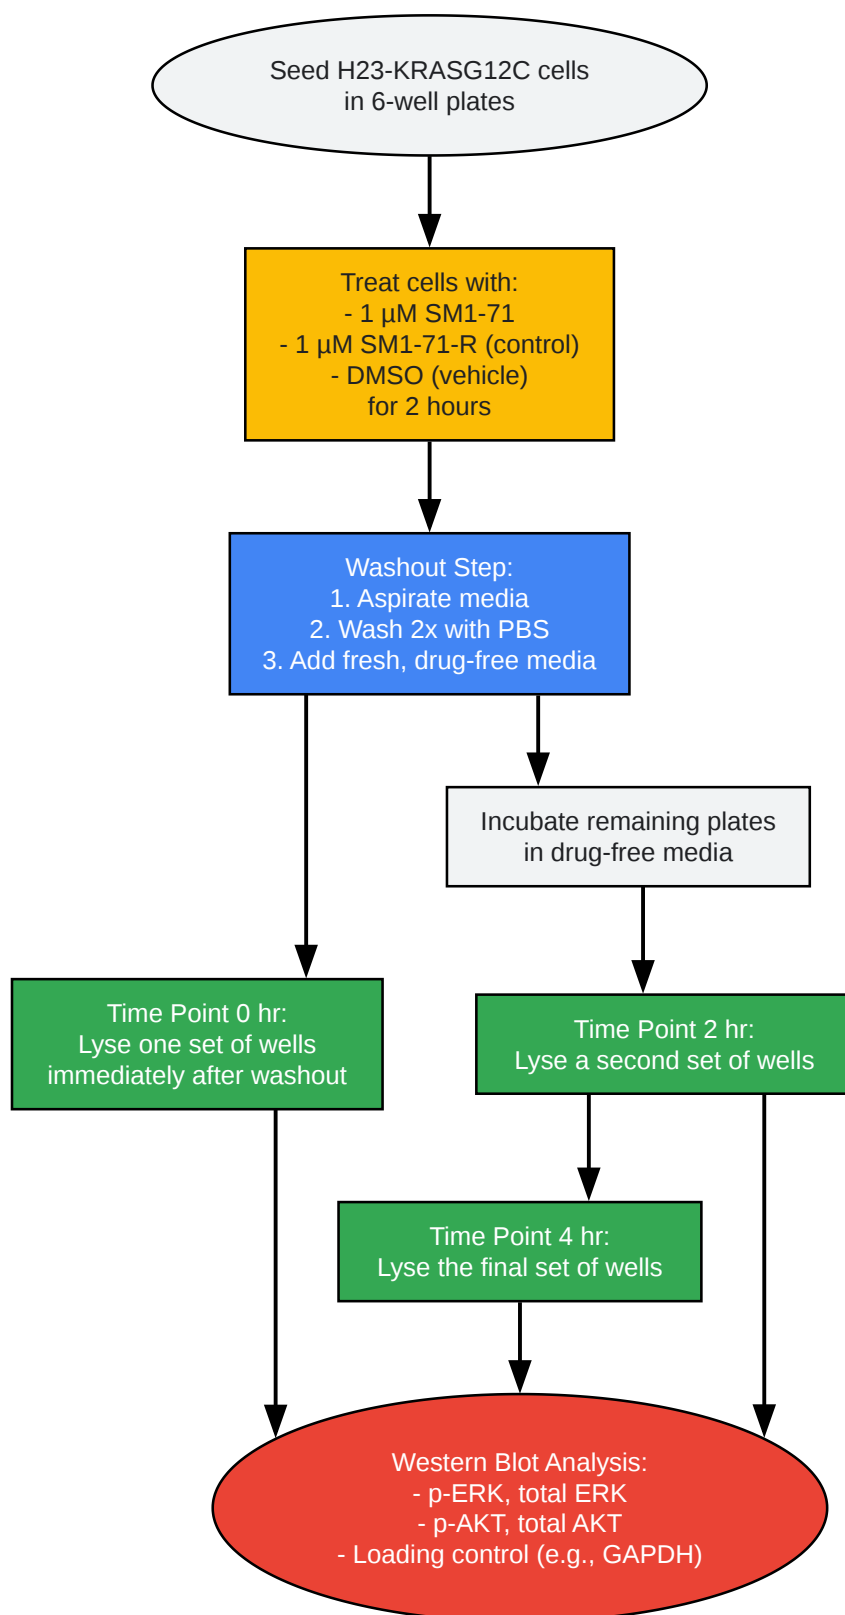 Seed H23-KRASG12C cells
in 6-well plates
Treat cells with:
- 1 µM SM1-71
- 1 µM SM1-71-R (control)
- DMSO (vehicle)
for 2 hours
Washout Step:
1. Aspirate media
2. Wash 2x with PBS
3. Add fresh, drug-free media
Incubate remaining plates
in drug-free media
Time Point 0 hr:
Lyse one set of wells
immediately after washout
Time Point 2 hr:
Lyse a second set of wells
Time Point 4 hr:
Lyse the final set of wells
Western Blot Analysis:
- p-ERK, total ERK
- p-AKT, total AKT
- Loading control (e.g., GAPDH)